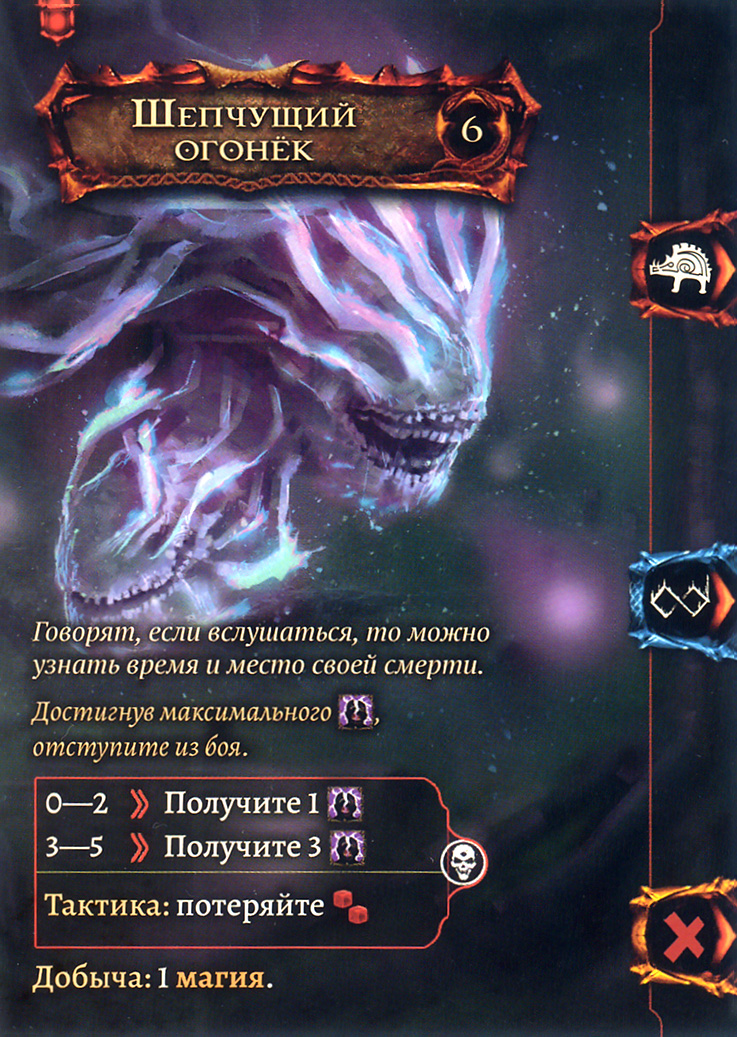 Шепчущий
огонёк
6
Говорят, если вслушаться, то можно
узнать время и место своей смерти.
Достигнув максимального ,
отступите из боя.
0—2 Получите 1
3—5 Получите 3
Тактика: потеряйте
Добыча: 1 магия.